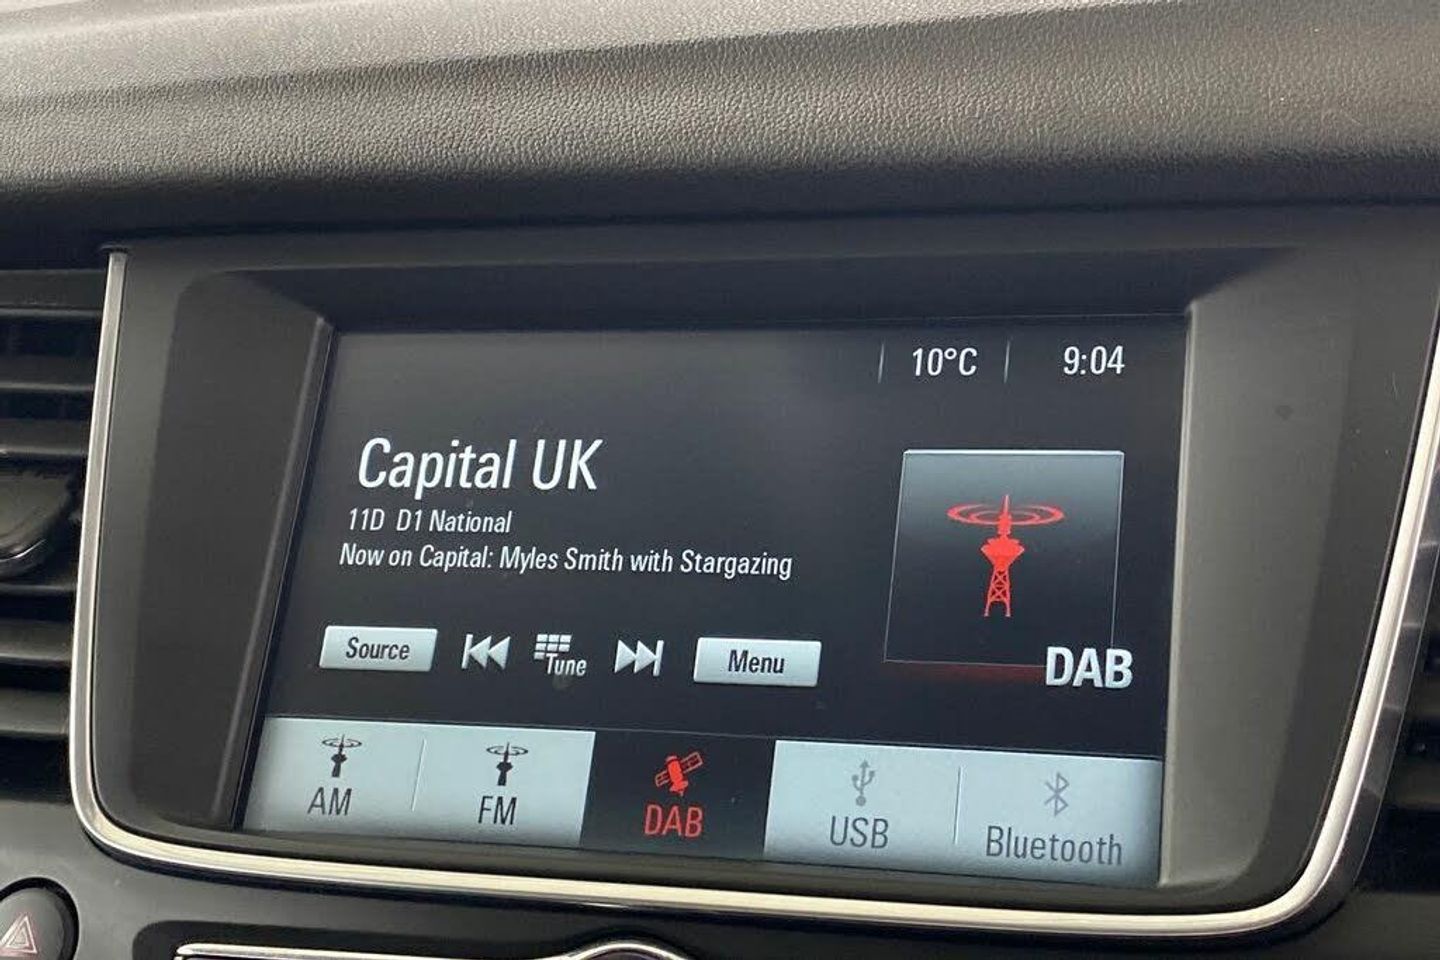 10°C 9:04
Capital UK
11D D1 National
Now on Capital: Myles Smith with Stargazing
Source Tune Menu
DAB
AM FM DAB USB Bluetooth